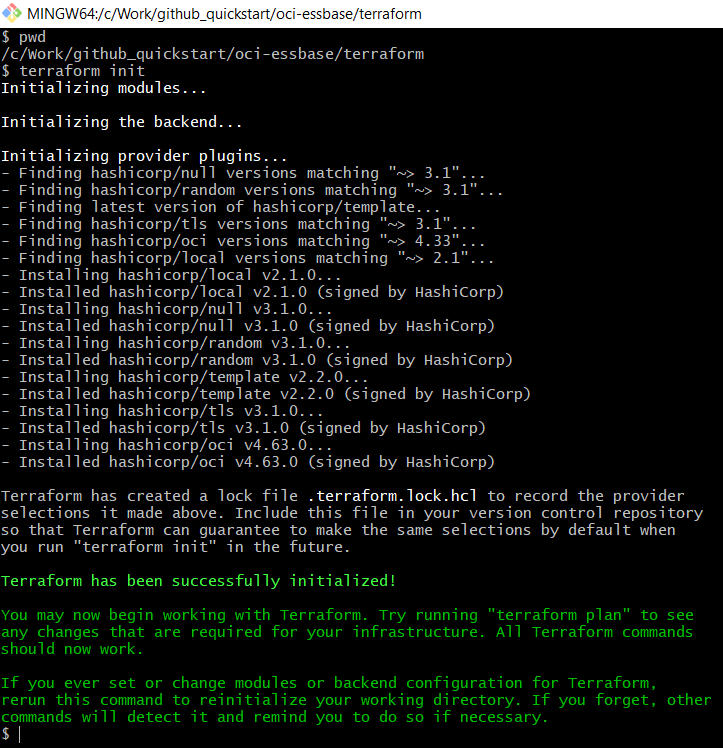 MINGW64:/c/Work/github_quickstart/oci-essbase/terraform
$ pwd
/c/Work/github_quickstart/oci-essbase/terraform
$ terraform init
Initializing modules...
Initializing the backend...
Initializing provider plugins...
- Finding hashicorp/null versions matching "~> 3.1"...
- Finding hashicorp/random versions matching "~> 3.1"...
- Finding latest version of hashicorp/template...
- Finding hashicorp/tls versions matching "~> 3.1"...
- Finding hashicorp/oci versions matching "~> 4.33"...
- Finding hashicorp/local versions matching "~> 2.1"...
- Installing hashicorp/local v2.1.0...
- Installed hashicorp/local v2.1.0 (signed by HashiCorp)
- Installing hashicorp/null v3.1.0...
- Installed hashicorp/null v3.1.0 (signed by HashiCorp)
- Installing hashicorp/random v3.1.0...
- Installed hashicorp/random v3.1.0 (signed by HashiCorp)
- Installing hashicorp/template v2.2.0...
- Installed hashicorp/template v2.2.0 (signed by HashiCorp)
- Installing hashicorp/tls v3.1.0...
- Installed hashicorp/tls v3.1.0 (signed by HashiCorp)
- Installing hashicorp/oci v4.63.0...
- Installed hashicorp/oci v4.63.0 (signed by HashiCorp)
Terraform has created a lock file .terraform.lock.hcl to record the provider
selections it made above. Include this file in your version control repository
so that Terraform can guarantee to make the same selections by default when
you run "terraform init" in the future.
Terraform has been successfully initialized!
You may now begin working with Terraform. Try running "terraform plan" to see
any changes that are required for your infrastructure. All Terraform commands
should now work.
If you ever set or change modules or backend configuration for Terraform,
rerun this command to reinitialize your working directory. If you forget, other
commands will detect it and remind you to do so if necessary.
$